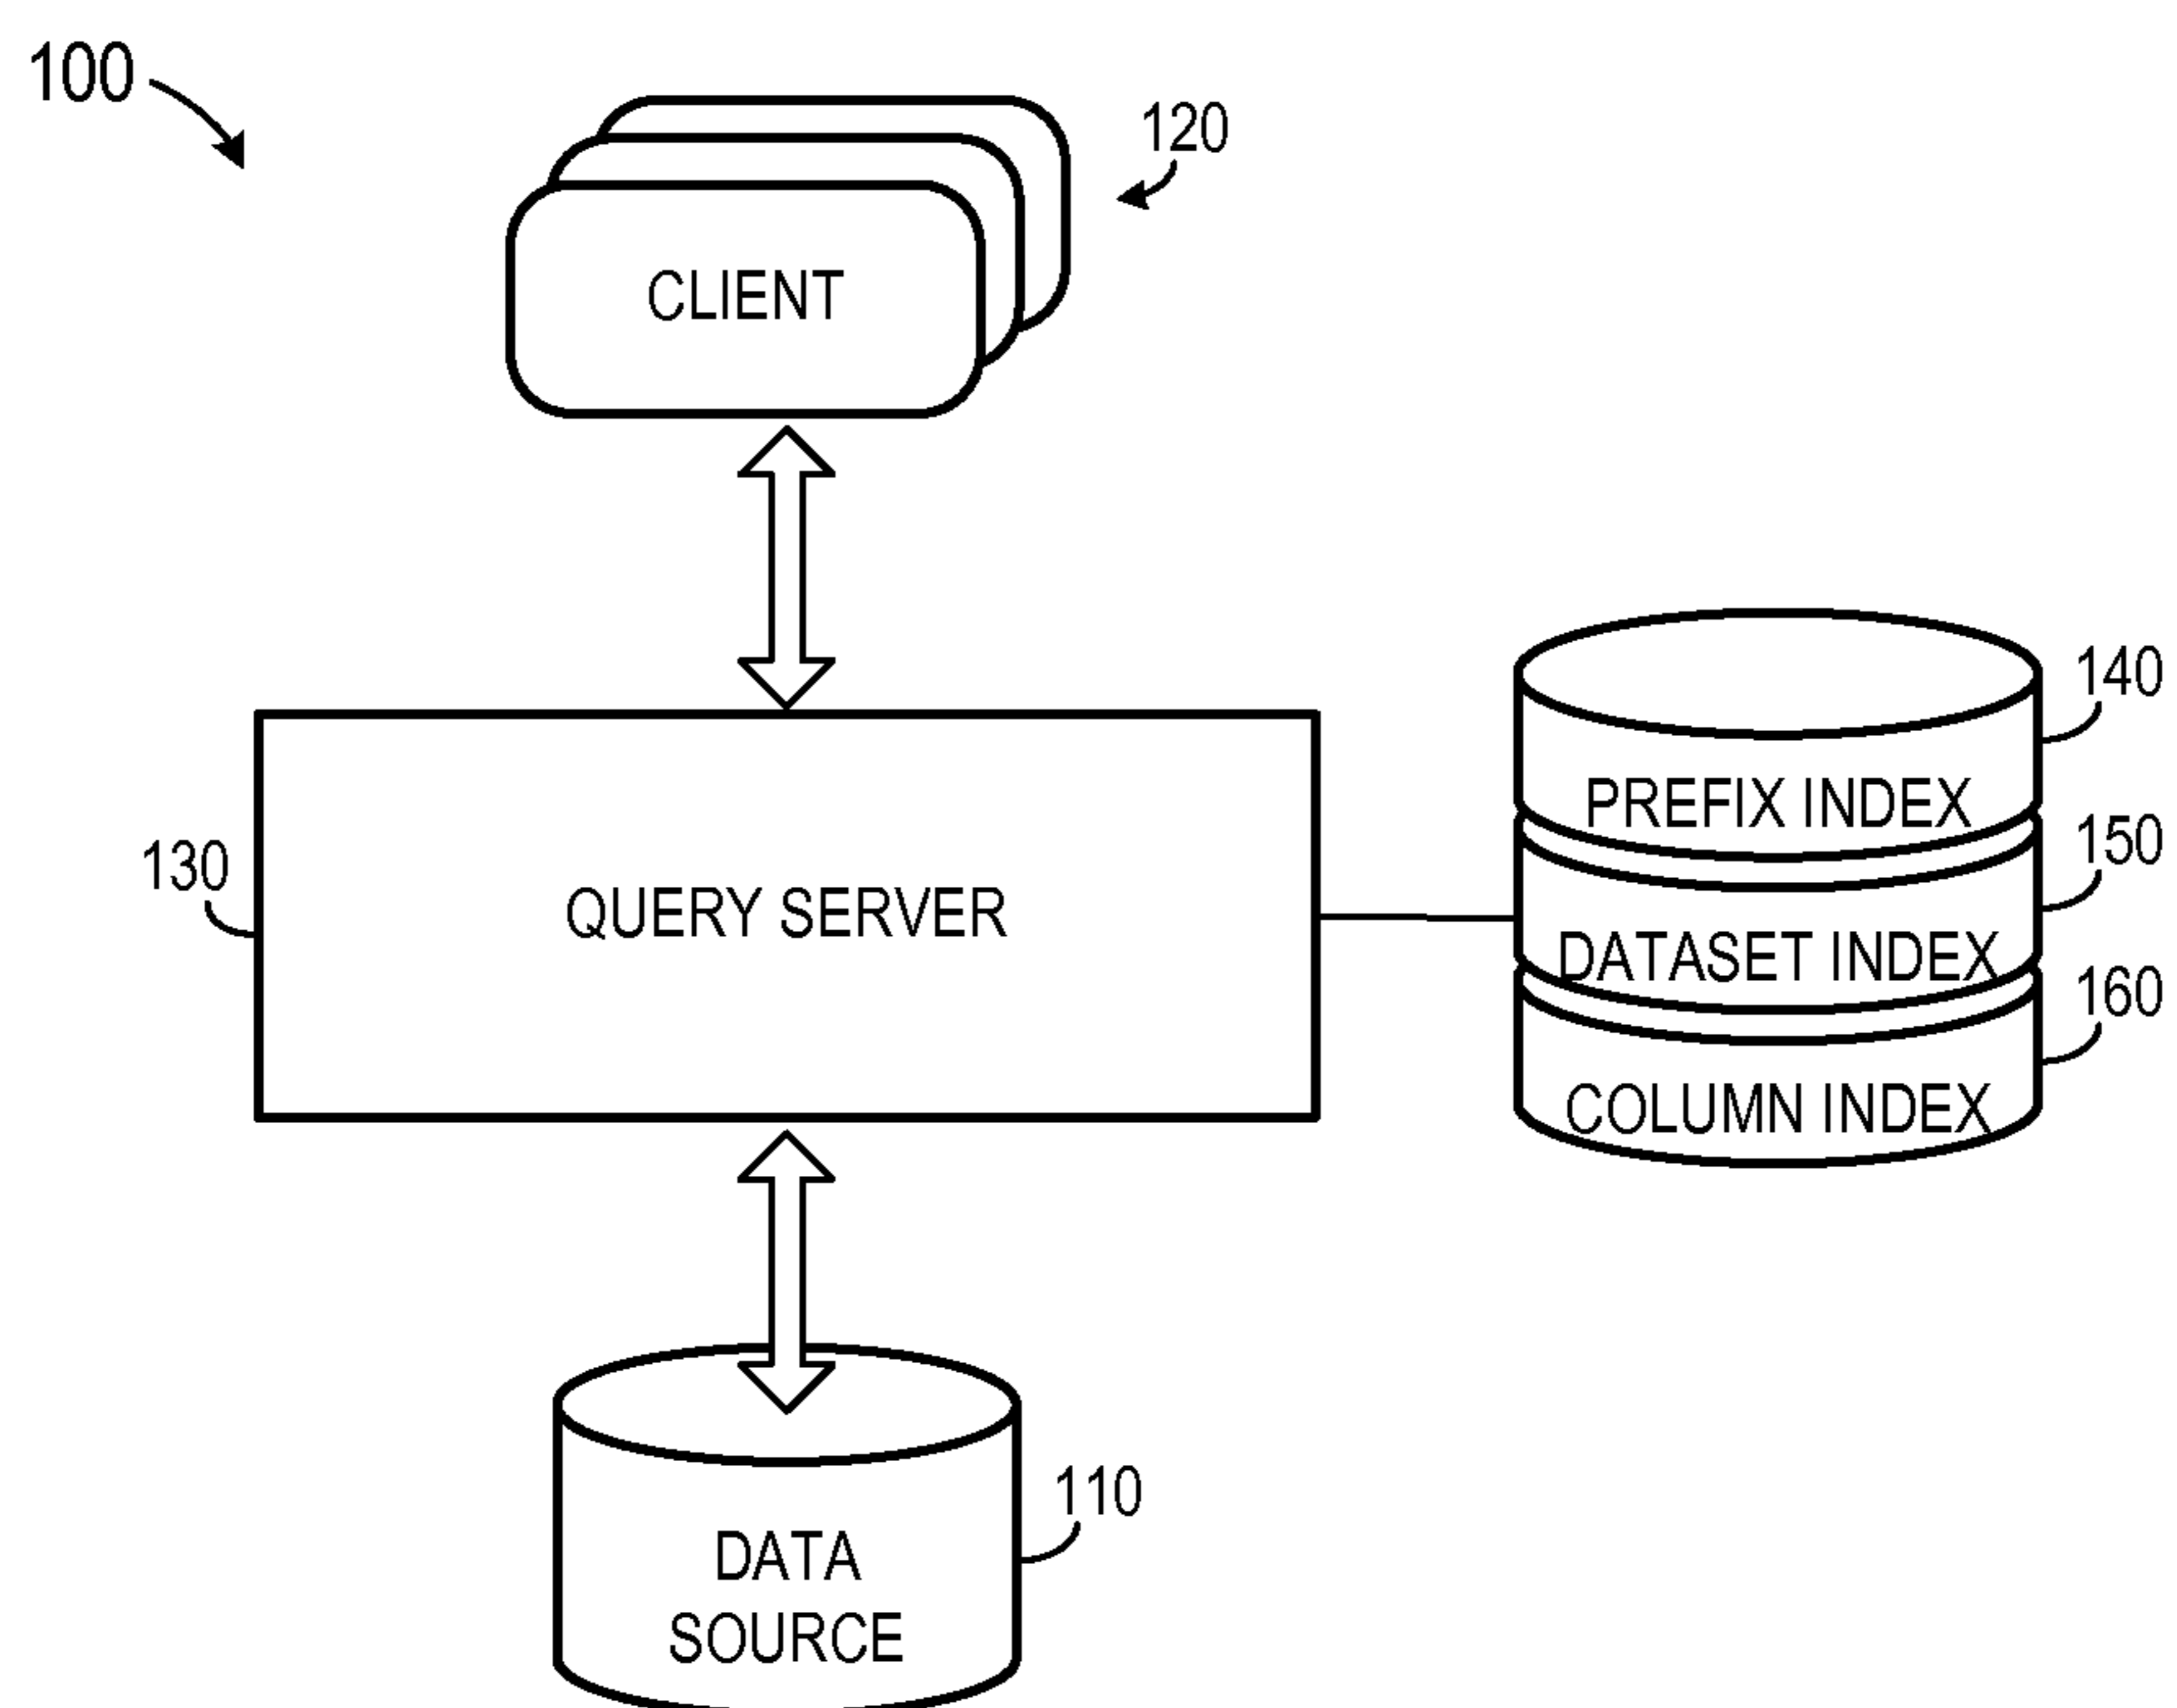 100
120
CLIENT
140
PREFIX INDEX
150
130
QUERY SERVER
DATASET INDEX
160
COLUMN INDEX
110
DATA
SOURCE